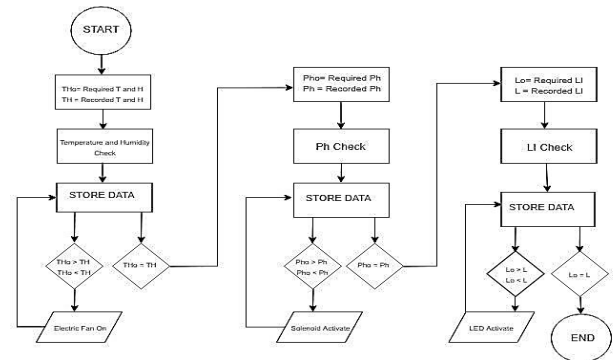 START
THo= Required T and H
TH = Recorded T and H
Temperature and Humidity
Check
STORE DATA
THo > TH
THo < TH
THo = TH
Electric Fan On
Pho= Required Ph
Ph = Recorded Ph
Ph Check
STORE DATA
Pho > Ph
Pho < Ph
Pho = Ph
Solenoid Activate
Lo= Required LI
L = Recorded LI
LI Check
STORE DATA
Lo > L
Lo < L
Lo = L
LED Activate
END